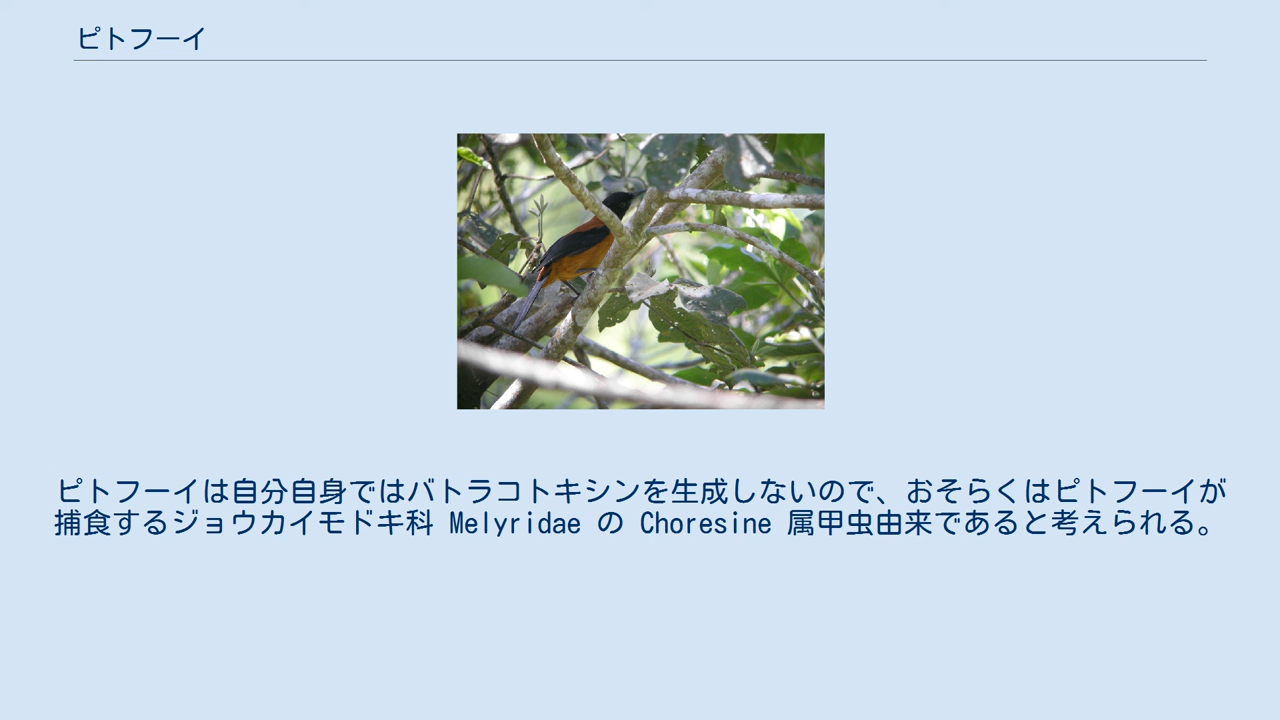 ピトフーイ
ピトフーイは自分自身ではバトラコトキシンを生成しないので、おそらくはピトフーイが
捕食するジョウカイモドキ科 Melyridae の Choresine 属甲虫由来であると考えられる。